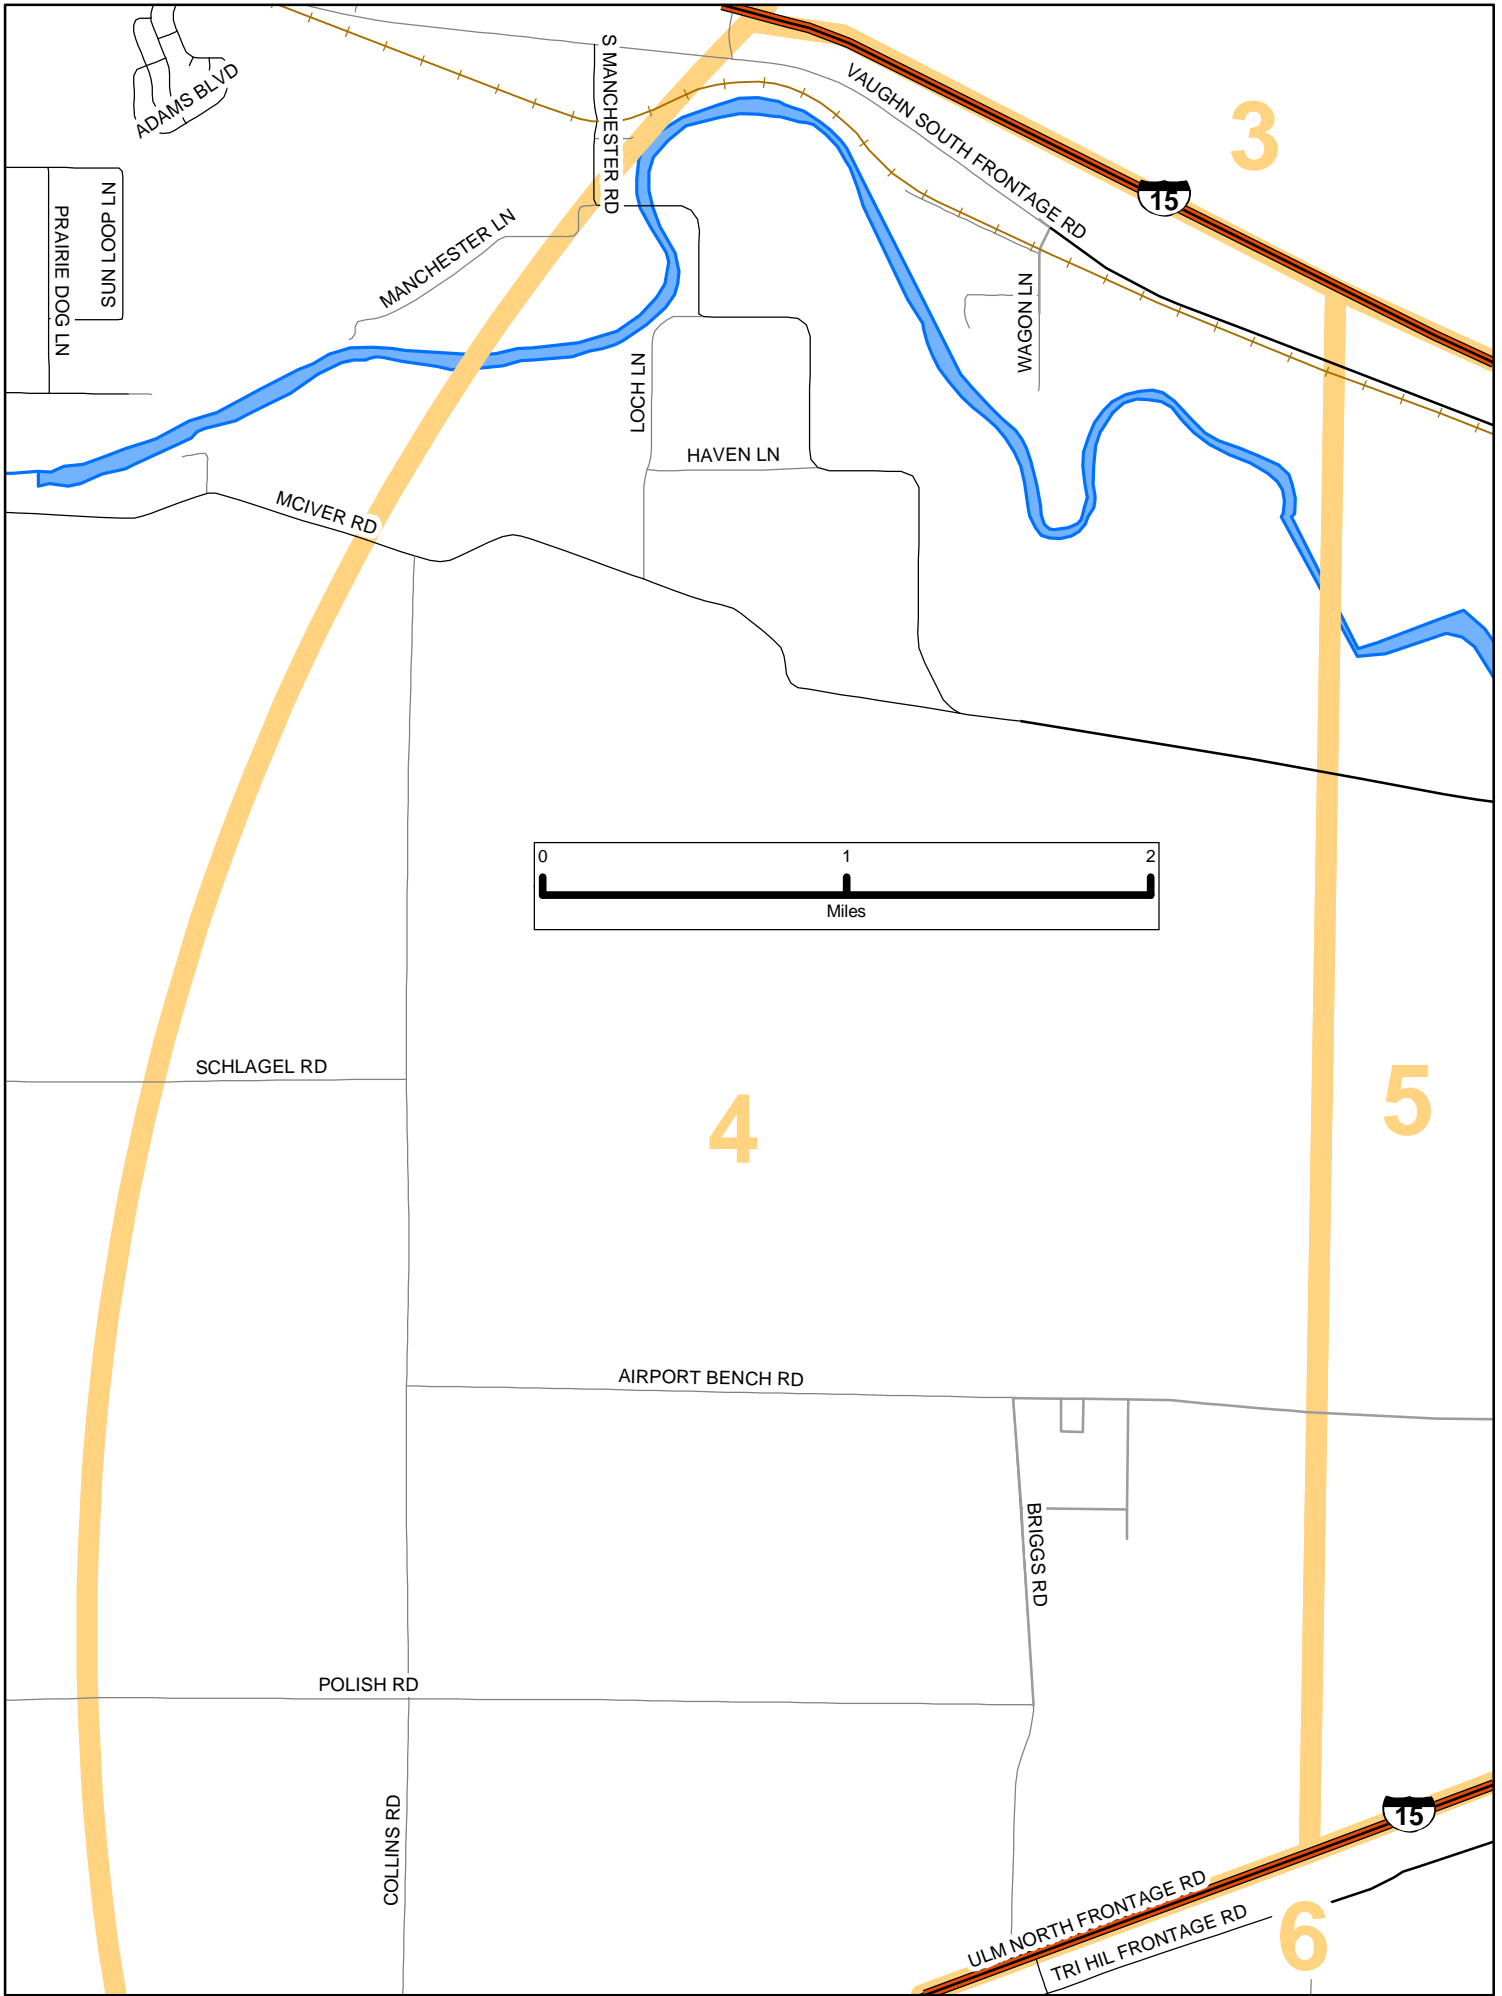 ADAMS BLVD
S MANCHESTER RD
VAUGHN SOUTH FRONTAGE RD
3
15
SUN LOOP LN
PRAIRIE DOG LN
MANCHESTER LN
WAGON LN
LOCH LN
HAVEN LN
MCIVER RD
0 1 2
Miles
SCHLAGEL RD
4
5
AIRPORT BENCH RD
BRIGGS RD
POLISH RD
COLLINS RD
15
ULM NORTH FRONTAGE RD
TRI HIL FRONTAGE RD
6